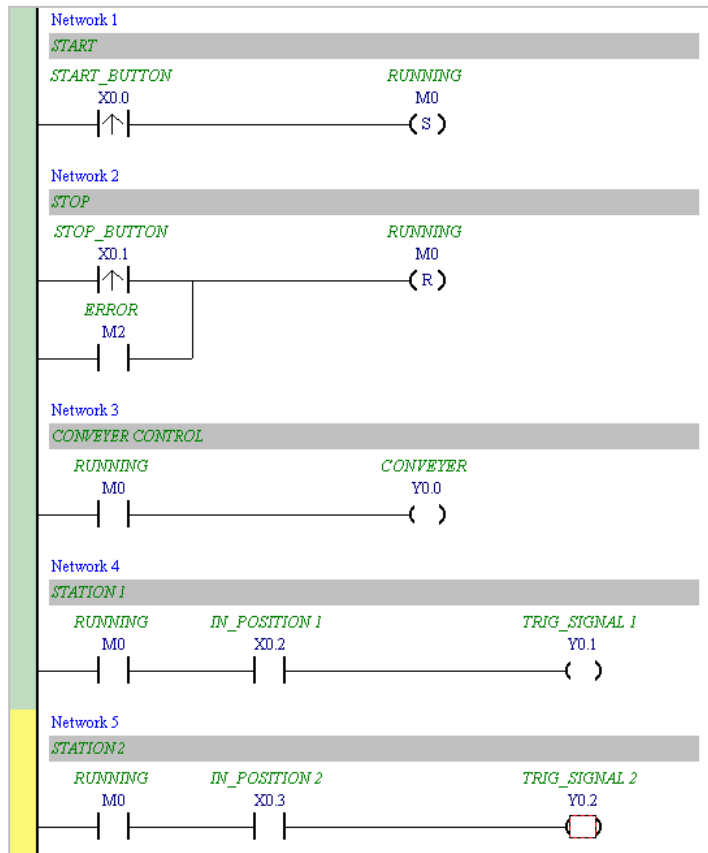 Network 1
START
START_BUTTON RUNNING
X0.0 M0
S
Network 2
STOP
STOP_BUTTON RUNNING
X0.1 M0
R
ERROR
M2
Network 3
CONVEYER CONTROL
RUNNING CONVEYER
M0 Y0.0
Network 4
STATION 1
RUNNING IN_POSITION 1 TRIG_SIGNAL 1
M0 X0.2 Y0.1
Network 5
STATION 2
RUNNING IN_POSITION 2 TRIG_SIGNAL 2
M0 X0.3 Y0.2